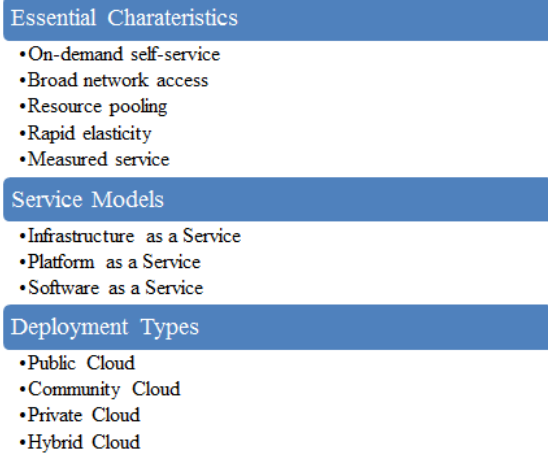 Essential Charateristics
•On-demand self-service
•Broad network access
•Resource pooling
•Rapid elasticity
•Measured service
Service Models
•Infrastructure as a Service
•Platform as a Service
•Software as a Service
Deployment Types
•Public Cloud
•Community Cloud
•Private Cloud
•Hybrid Cloud